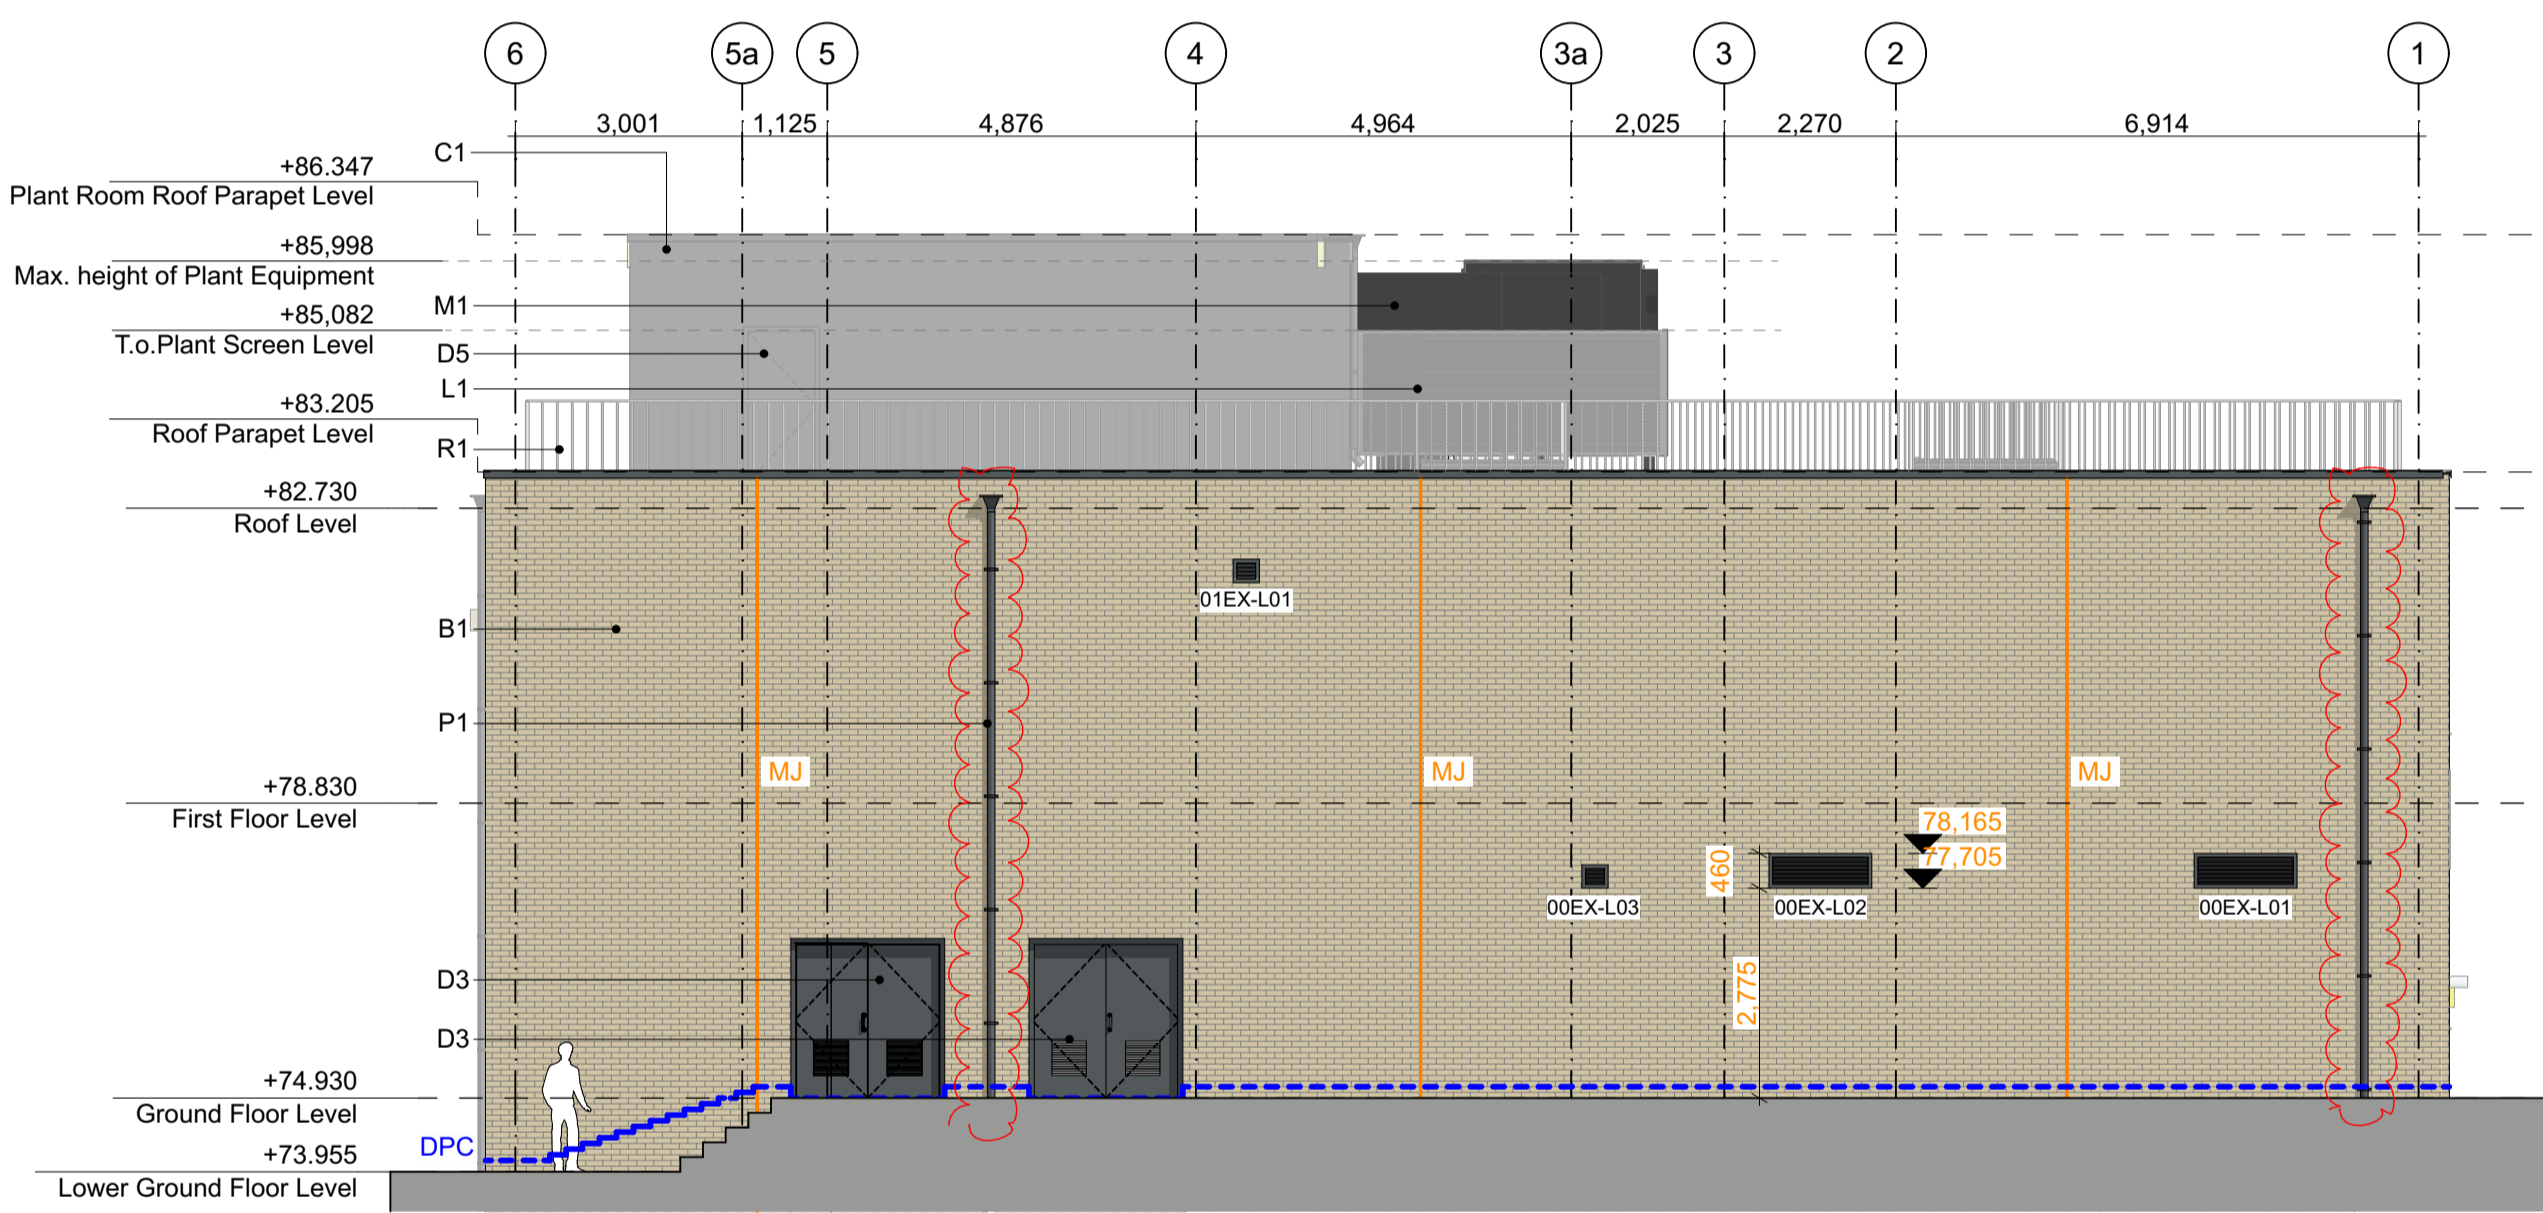 6 5a 5 4 3a 3 2 1
3,001 1,125 4,876 4,964 2,025 2,270 6,914
C1
+86.347
Plant Room Roof Parapet Level
+85,998
Max. height of Plant Equipment
M1
+85,082
T.o.Plant Screen Level
D5
L1
+83.205
Roof Parapet Level
R1
+82.730
Roof Level
01EX-L01
B1
P1
MJ MJ MJ
+78.830
First Floor Level
78,165
77,705
460
00EX-L03 00EX-L02 00EX-L01
2,775
D3
D3
+74.930
Ground Floor Level
DPC
+73.955
Lower Ground Floor Level